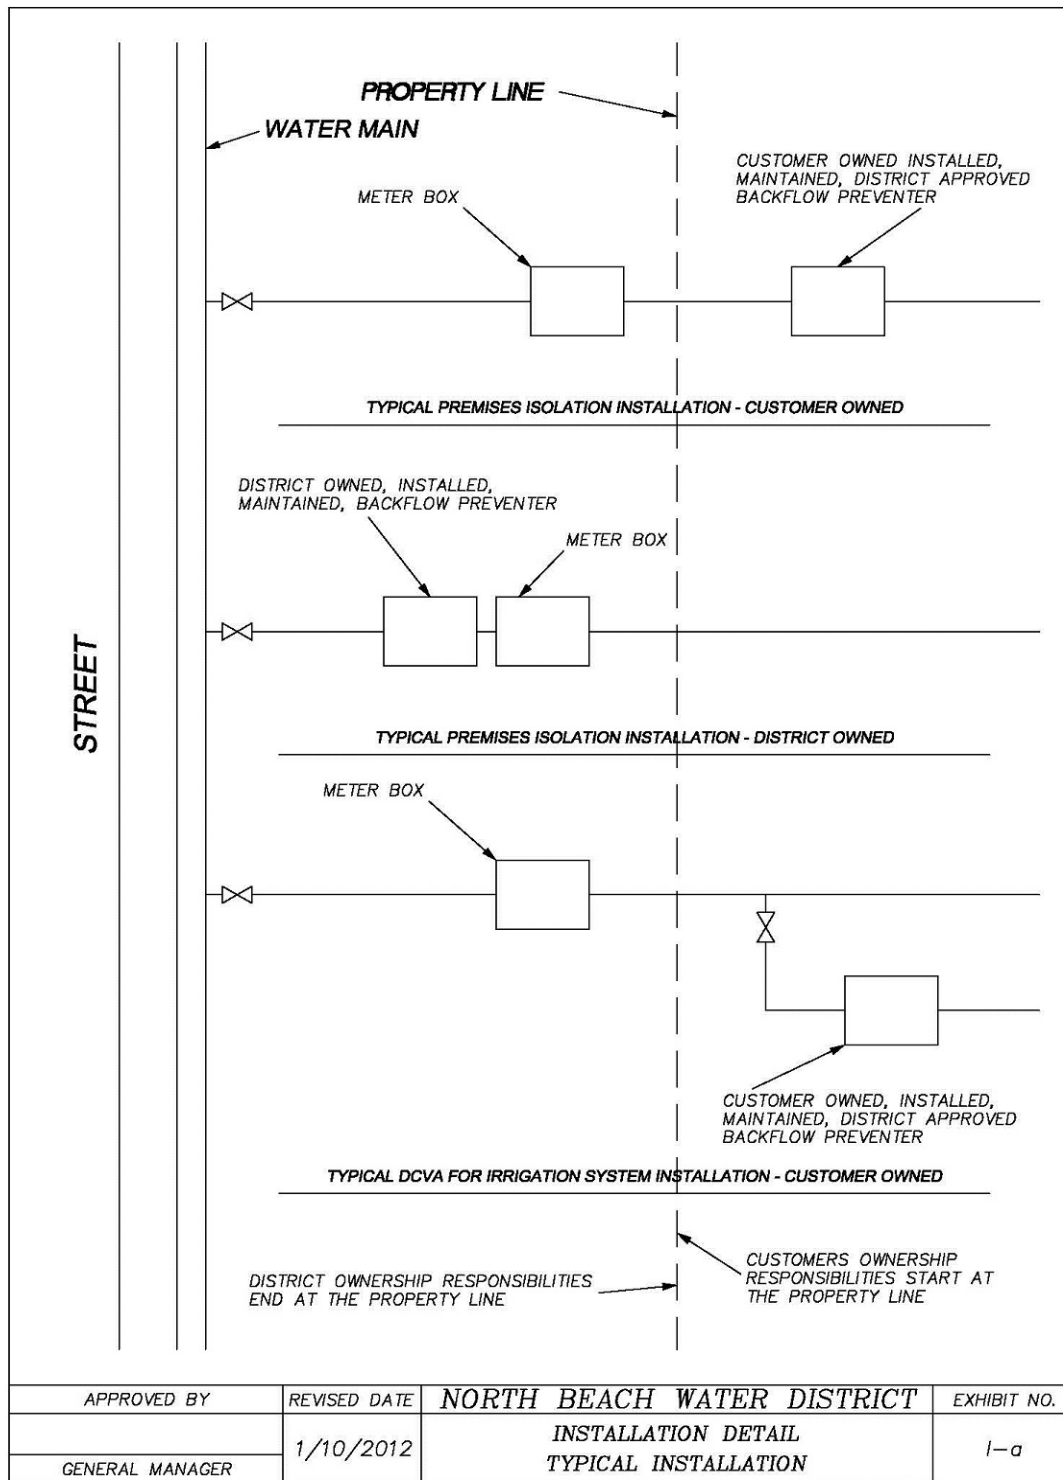 PROPERTY LINE
WATER MAIN
METER BOX
CUSTOMER OWNED INSTALLED,
MAINTAINED, DISTRICT APPROVED
BACKFLOW PREVENTER
TYPICAL PREMISES ISOLATION INSTALLATION - CUSTOMER OWNED
DISTRICT OWNED, INSTALLED,
MAINTAINED, BACKFLOW PREVENTER
METER BOX
STREET
TYPICAL PREMISES ISOLATION INSTALLATION - DISTRICT OWNED
METER BOX
CUSTOMER OWNED, INSTALLED,
MAINTAINED, DISTRICT APPROVED
BACKFLOW PREVENTER
TYPICAL DCVA FOR IRRIGATION SYSTEM INSTALLATION - CUSTOMER OWNED
DISTRICT OWNERSHIP RESPONSIBILITIES
END AT THE PROPERTY LINE
CUSTOMERS OWNERSHIP
RESPONSIBILITIES START AT
THE PROPERTY LINE
APPROVED BY
GENERAL MANAGER
REVISED DATE
1/10/2012
NORTH BEACH WATER DISTRICT
INSTALLATION DETAIL
TYPICAL INSTALLATION
EXHIBIT NO.
1-a